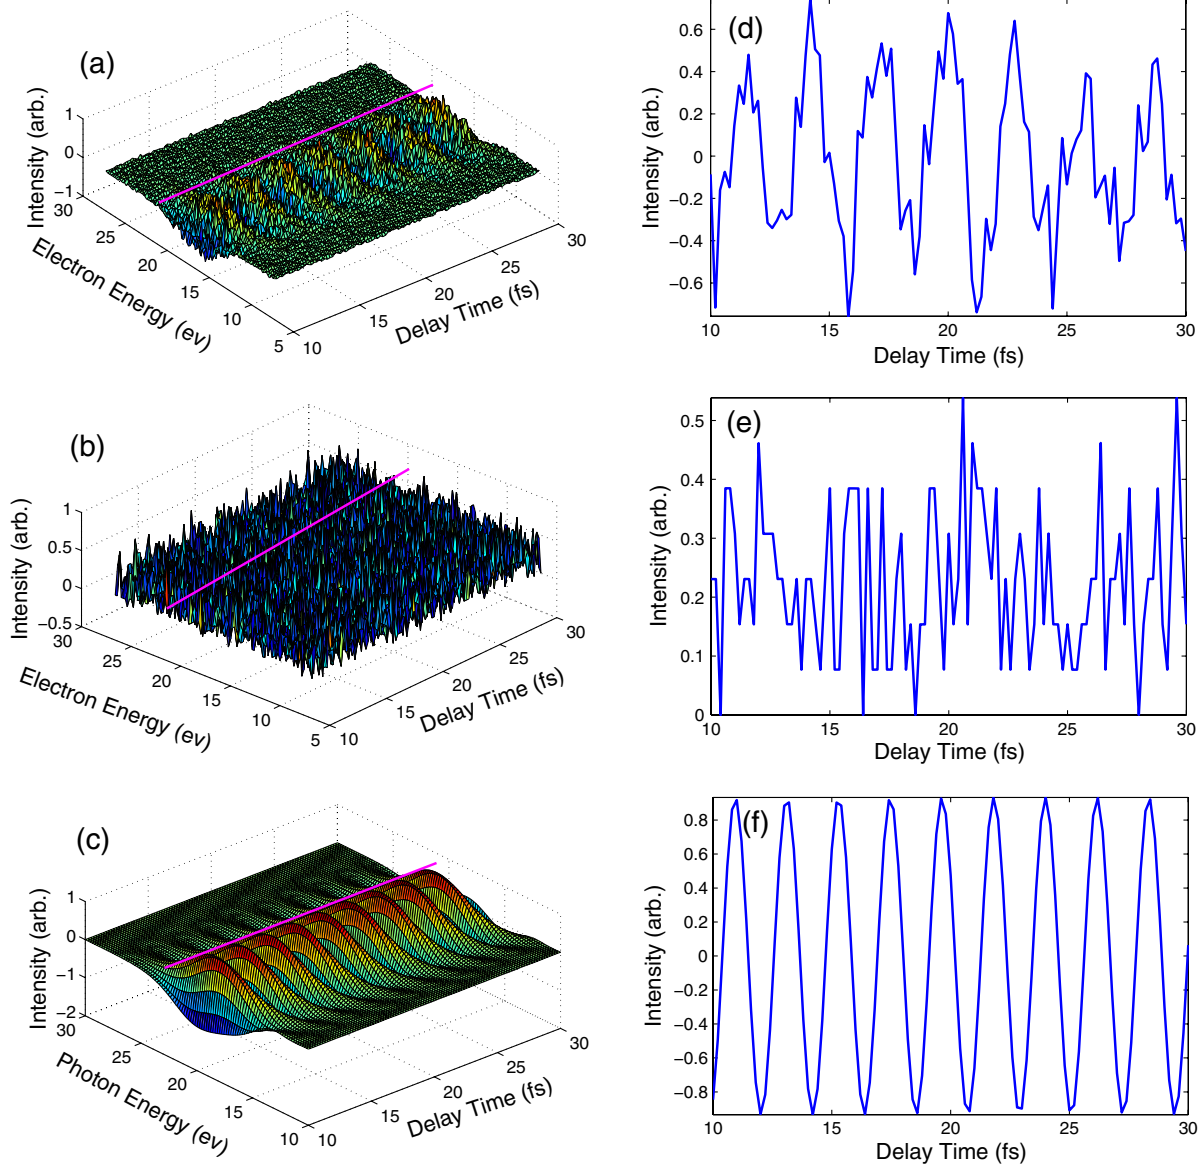 (a)
Intensity (arb.)
1
0
−1
30
25
20
15
10
5
Electron Energy (ev)
10
15
20
25
30
Delay Time (fs)
(d)
Intensity (arb.)
0.6
0.4
0.2
0
−0.2
−0.4
−0.6
10 15 20 25 30
Delay Time (fs)
(b)
Intensity (arb.)
1
0.5
0
−0.5
30
25
20
15
10
5
Electron Energy (ev)
10
15
20
25
30
Delay Time (fs)
(e)
Intensity (arb.)
0.5
0.4
0.3
0.2
0.1
0
10 15 20 25 30
Delay Time (fs)
(c)
Intensity (arb.)
1
0
−1
−2
30
25
20
15
10
Photon Energy (ev)
10
15
20
25
30
Delay Time (fs)
(f)
Intensity (arb.)
0.8
0.6
0.4
0.2
0
−0.2
−0.4
−0.6
−0.8
10 15 20 25 30
Delay Time (fs)